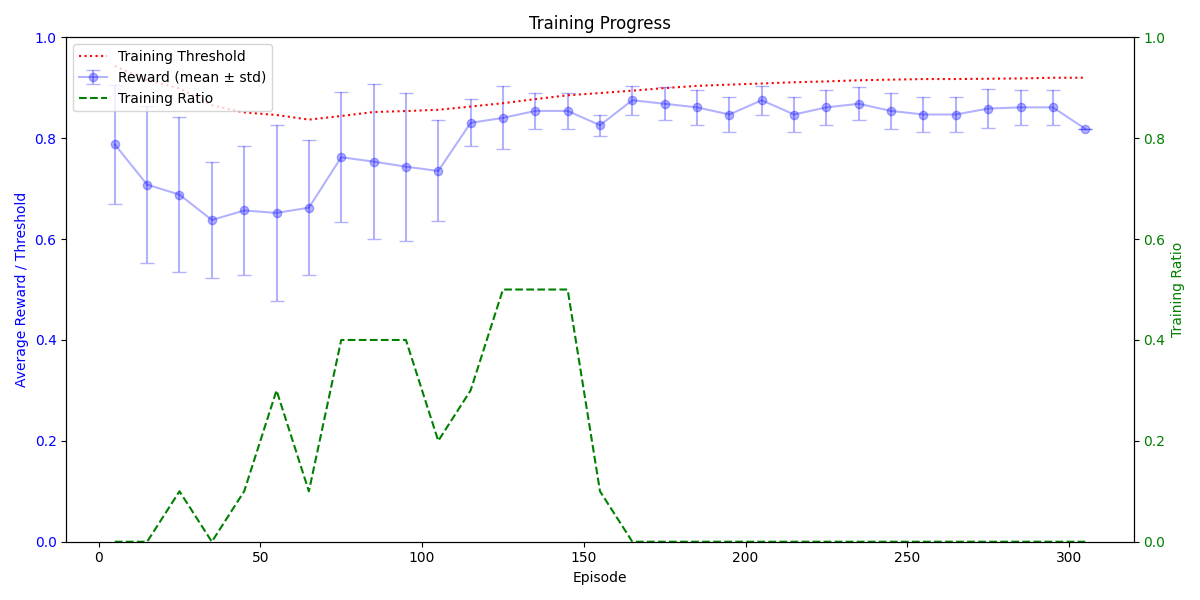 Training Progress
Training Threshold
Reward (mean ± std)
Training Ratio
1.0
0.8
0.6
0.4
0.2
0.0
Average Reward / Threshold
0 50 100 150 200 250 300
Episode
1.0
0.8
0.6
0.4
0.2
0.0
Training Ratio